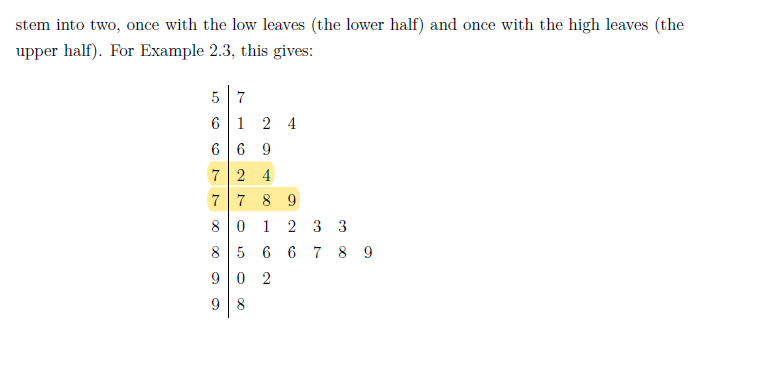 stem into two, once with the low leaves (the lower half) and once with the high leaves (the
upper half). For Example 2.3, this gives:
5 | 7
6 | 1 2 4
6 | 6 9
7 | 2 4
7 | 7 8 9
8 | 0 1 2 3 3
8 | 5 6 6 7 8 9
9 | 0 2
9 | 8